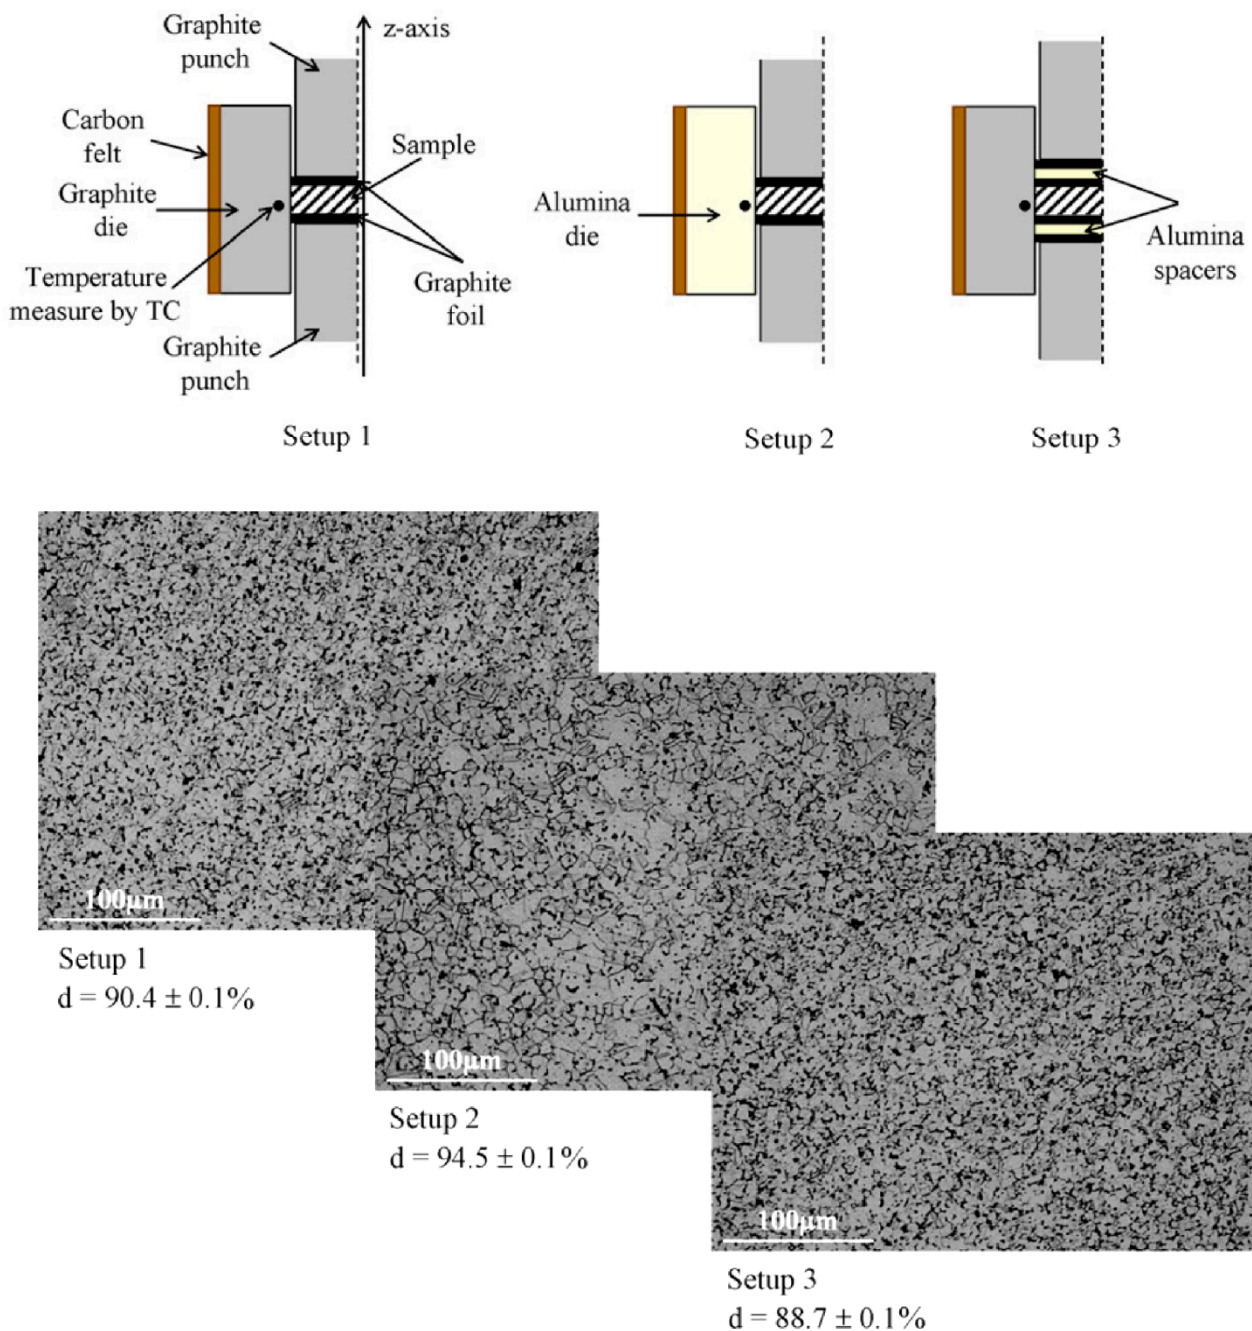 Graphite
punch
z-axis
Carbon
felt
Sample
Graphite
die
Temperature
measure by TC
Graphite
foil
Graphite
punch
Setup 1
Alumina
die
Setup 2
Alumina
spacers
Setup 3
100μm
Setup 1
d = 90.4 ± 0.1%
100μm
Setup 2
d = 94.5 ± 0.1%
100μm
Setup 3
d = 88.7 ± 0.1%